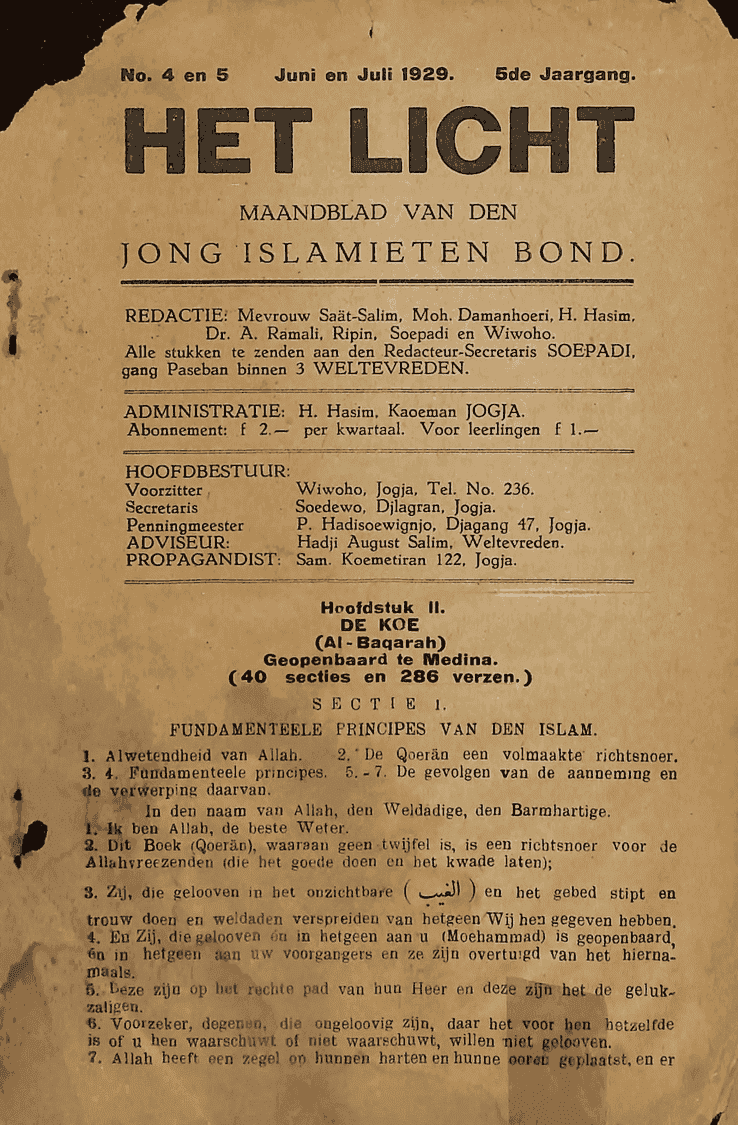 No. 4 en 5 Juni en Juli 1929. 5de Jaargang.
HET LICHT
MAANDBLAD VAN DEN
JONG ISLAMIETEN BOND.
REDACTIE: Mevrouw Saät-Salim, Moh. Damanhoeri, H. Hasim,
Dr. A. Ramali, Ripin, Soepadi en Wiwoho.
Alle stukken te zenden aan den Redacteur-Secretaris SOEPADI,
gang Paseban binnen 3 WELTEVREDEN.
ADMINISTRATIE: H. Hasim, Kaoeman JOGJA.
Abonnement: f 2.— per kwartaal. Voor leerlingen f 1.—
HOOFDBESTUUR:
Voorzitter Wiwoho, Jogja, Tel. No. 236.
Secretaris Soedewo, Djlagran, Jogja.
Penningmeester P. Hadisoewignjo, Djagang 47, Jogja.
ADVISEUR: Hadji August Salim, Weltevreden.
PROPAGANDIST: Sam. Koemetiran 122, Jogja.
Hoofdstuk II.
DE KOE
(Al-Baqarah)
Geopenbaard te Medina.
(40 secties en 286 verzen.)
SECTIE 1.
FUNDAMENTEELE PRINCIPES VAN DEN ISLAM.
1. Alwetendheid van Allah. 2. De Qoerän een volmaakte richtsnoer.
3. 4. Fundamenteele principes. 5.-7. De gevolgen van de aanneming en
de verwerping daarvan.
In den naam van Allah, den Weldadige, den Barmhartige.
1. Ik ben Allah, de beste Weter.
2. Dit Boek (Qoerän), waaraan geen twijfel is, is een richtsnoer voor de
Allahvreezenden (die het goede doen en het kwade laten);
3. Zij, die gelooven in het onzichtbare (الغيب) en het gebed stipt en
trouw doen en weldaden verspreiden van hetgeen Wij hen gegeven hebben.
4. En Zij, die gelooven én in hetgeen aan u (Moehammad) is geopenbaard,
én in hetgeen aan uw voorgangers en ze zijn overtuigd van het hierna-
maals.
5. Deze zijn op het rechte pad van hun Heer en deze zijn het de geluk-
zaligen.
6. Voorzeker, degenen, die ongeloovig zijn, daar het voor hen hetzelfde
is of u hen waarschuwt of niet waarschuwt, willen niet gelooven.
7. Allah heeft een zegel op hunnen harten en hunne ooren geplaatst, en er